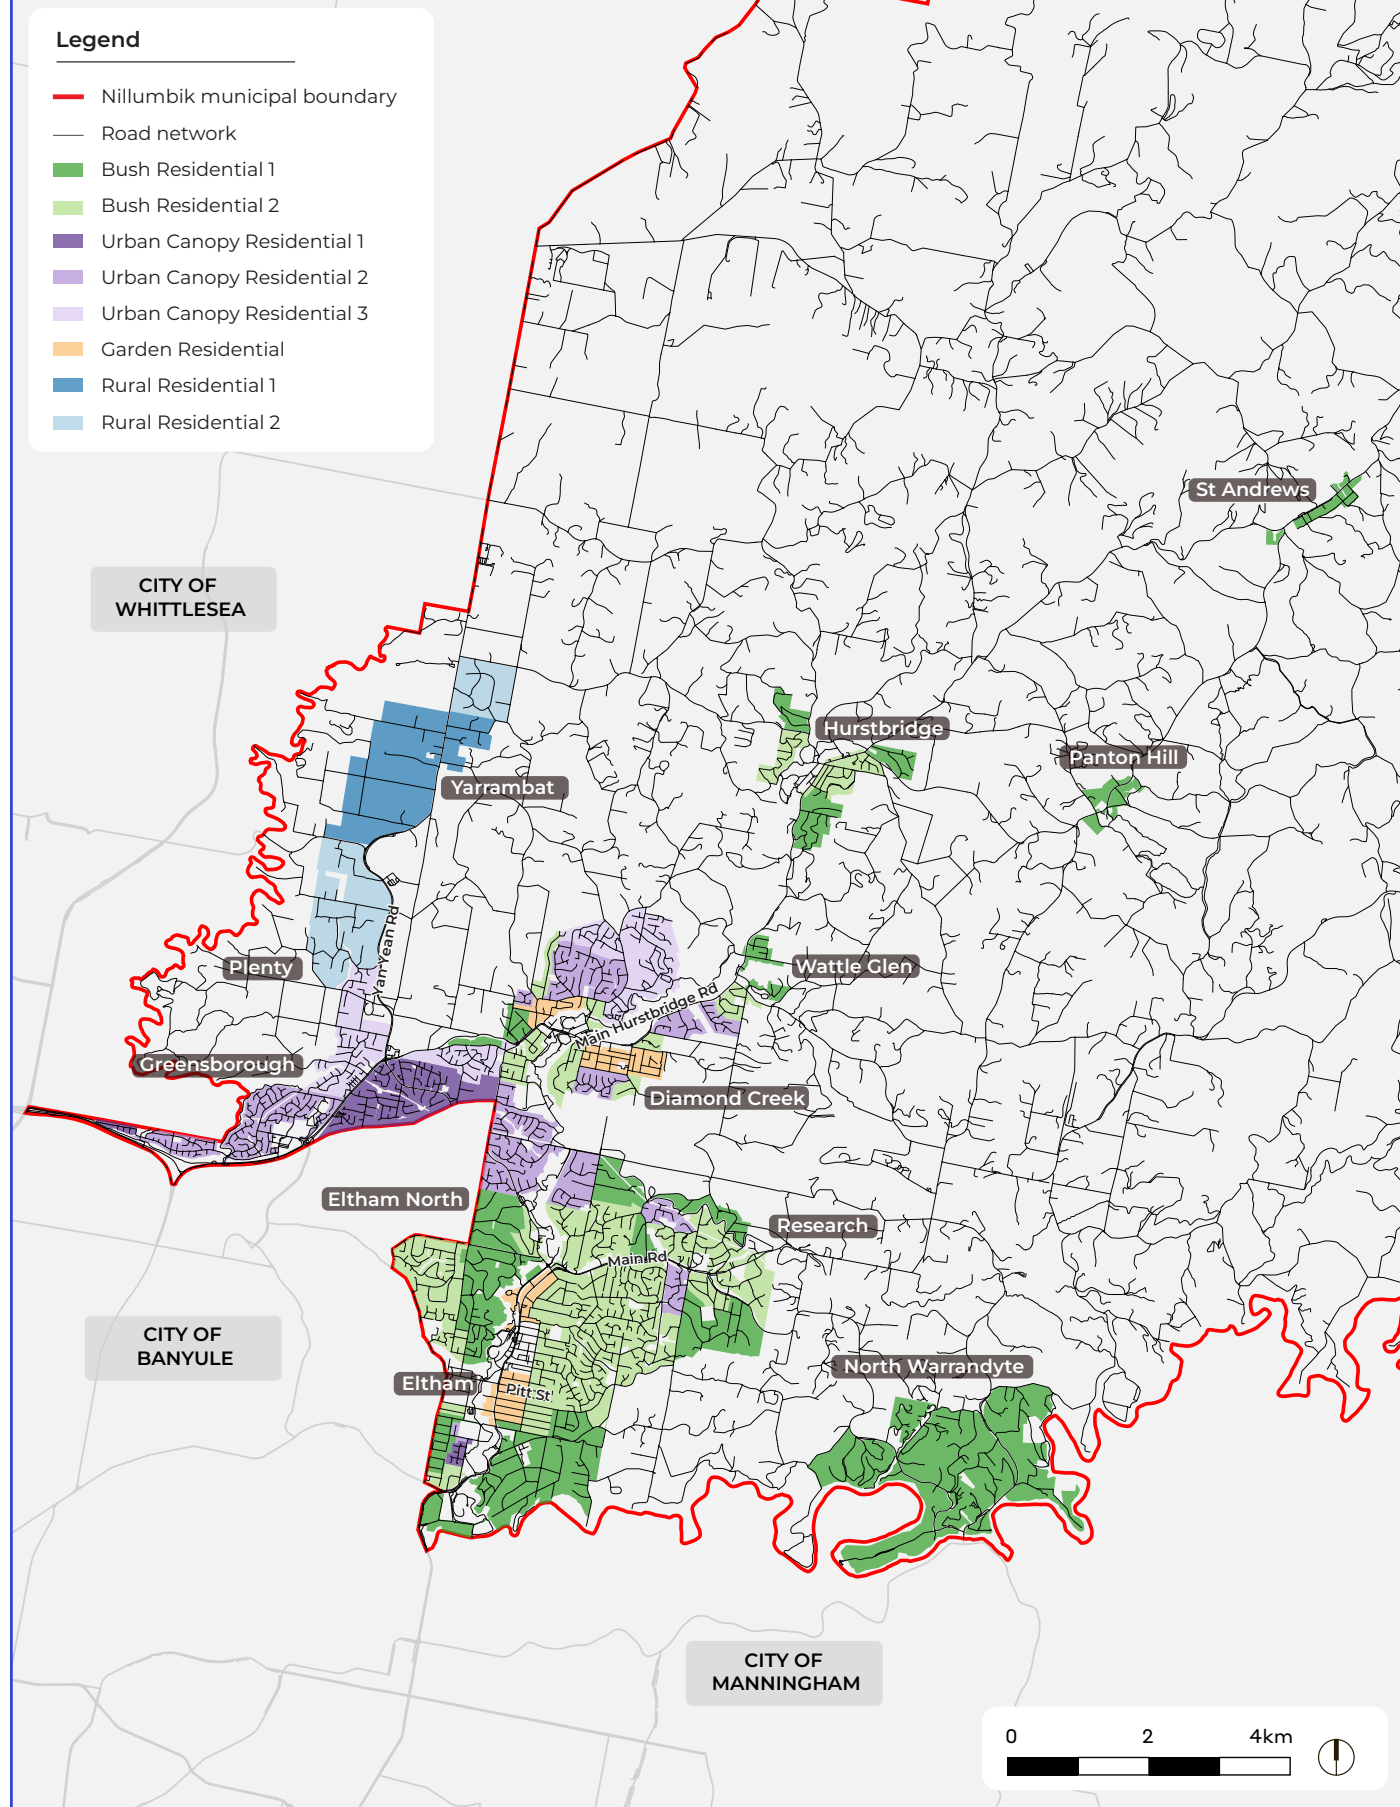 Legend
Nillumbik municipal boundary
Road network
Bush Residential 1
Bush Residential 2
Urban Canopy Residential 1
Urban Canopy Residential 2
Urban Canopy Residential 3
Garden Residential
Rural Residential 1
Rural Residential 2
St Andrews
CITY OF
WHITTLESEA
Hurstbridge
Panton Hill
Yarrambat
Yan Yean Rd
Plenty
Wattle Glen
Main Hurstbridge Rd
Greensborough
Diamond Creek
Eltham North
Research
Main Rd
CITY OF
BANYULE
North Warrandyte
Eltham
Pitt St
CITY OF
MANNINGHAM
0 2 4km